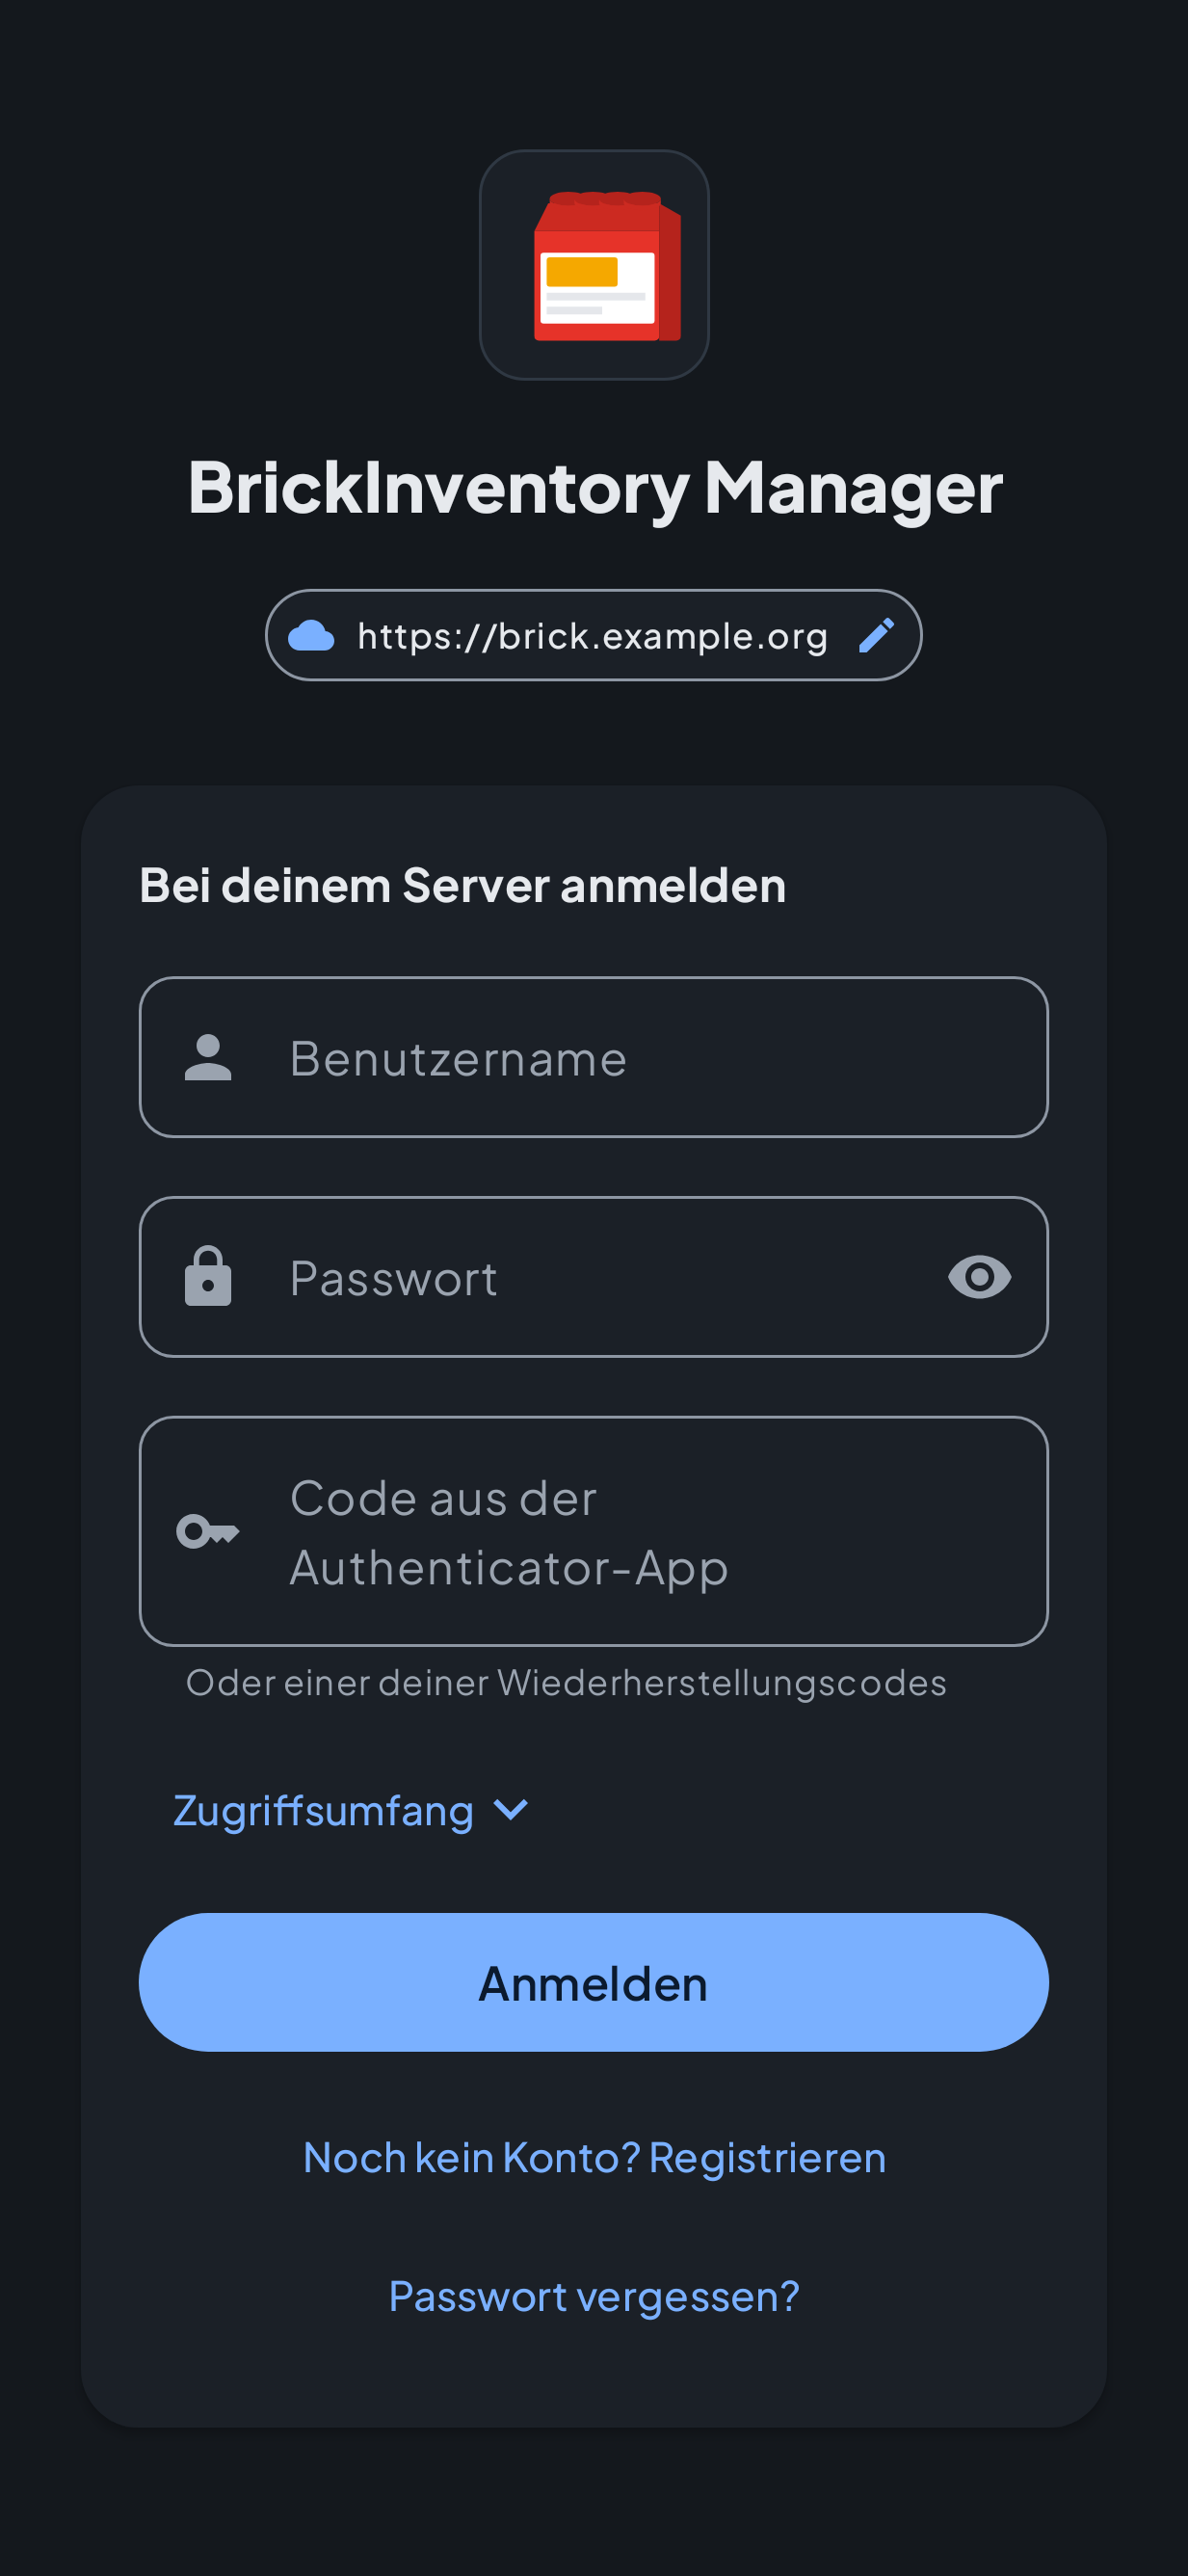 BrickInventory Manager
https://brick.example.org
Bei deinem Server anmelden
Benutzername
Passwort
Code aus der
Authenticator-App
Oder einer deiner Wiederherstellungscodes
Zugriffsumfang
Anmelden
Noch kein Konto? Registrieren
Passwort vergessen?